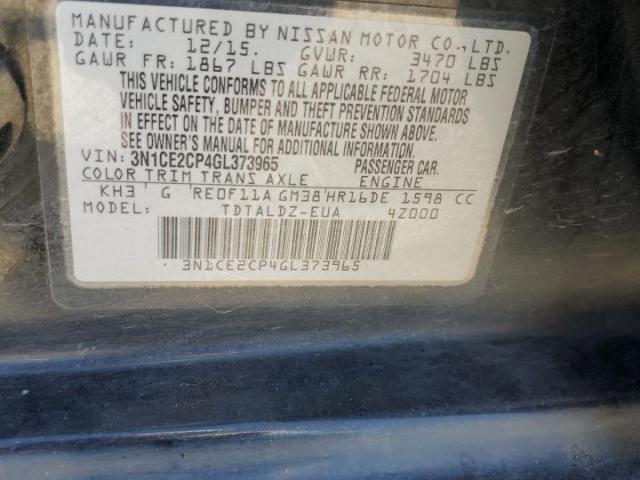 MANUFACTURED BY NISSAN MOTOR CO.,LTD.
DATE: 12/15. GVWR: 3470 LBS
GAWR FR: 1867 LBS GAWR RR: 1704 LBS
THIS VEHICLE CONFORMS TO ALL APPLICABLE FEDERAL MOTOR
VEHICLE SAFETY, BUMPER AND THEFT PREVENTION STANDARDS
IN EFFECT ON THE DATE OF MANUFACTURE SHOWN ABOVE.
SEE OWNER'S MANUAL FOR ADDITIONAL INFORMATION.
VIN: 3N1CE2CP4GL373965 PASSENGER CAR.
COLOR TRIM TRANS AXLE ENGINE
KH3 G RE0F11A GM38 HR16DE 1598 CC
MODEL: TDTALDZ-EUA 4Z000
3N1CE2CP4GL373965